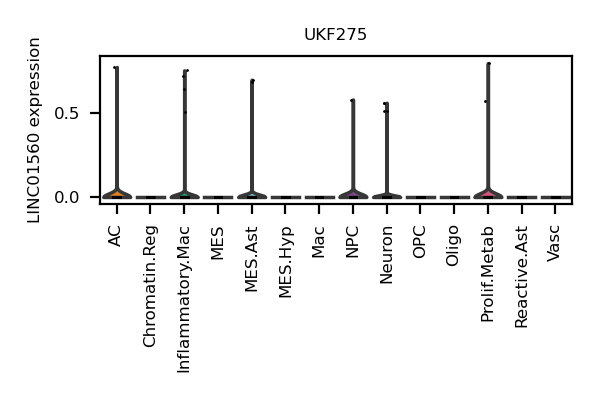 UKF275
LINC01560 expression
0.5
0.0
AC
Chromatin.Reg
Inflammatory.Mac
MES
MES.Ast
MES.Hyp
Mac
NPC
Neuron
OPC
Oligo
Prolif.Metab
Reactive.Ast
Vasc